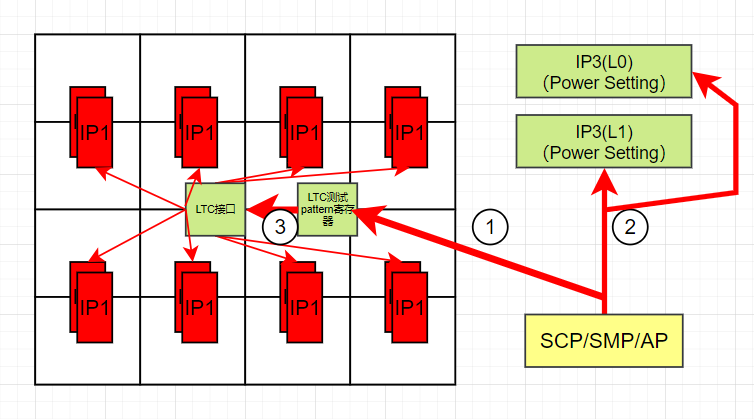 IP3(L0)
(Power Setting)
IP3(L1)
(Power Setting)
IP1
IP1
IP1
IP1
LTC接口
LTC测试
pattern寄存
器
①
②
③
IP1
IP1
IP1
IP1
SCP/SMP/AP